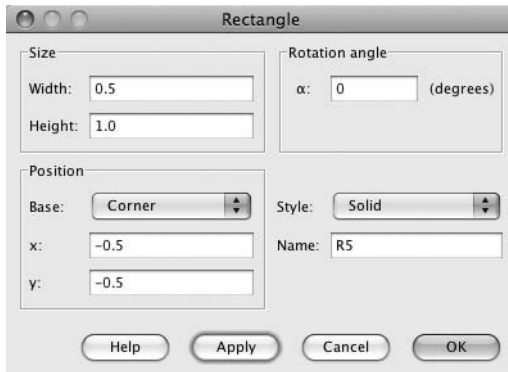 Rectangle
Size
Width: 0.5
Height: 1.0
Rotation angle
α: 0 (degrees)
Position
Base: Corner
x: -0.5
y: -0.5
Style: Solid
Name: R5
Help Apply Cancel OK